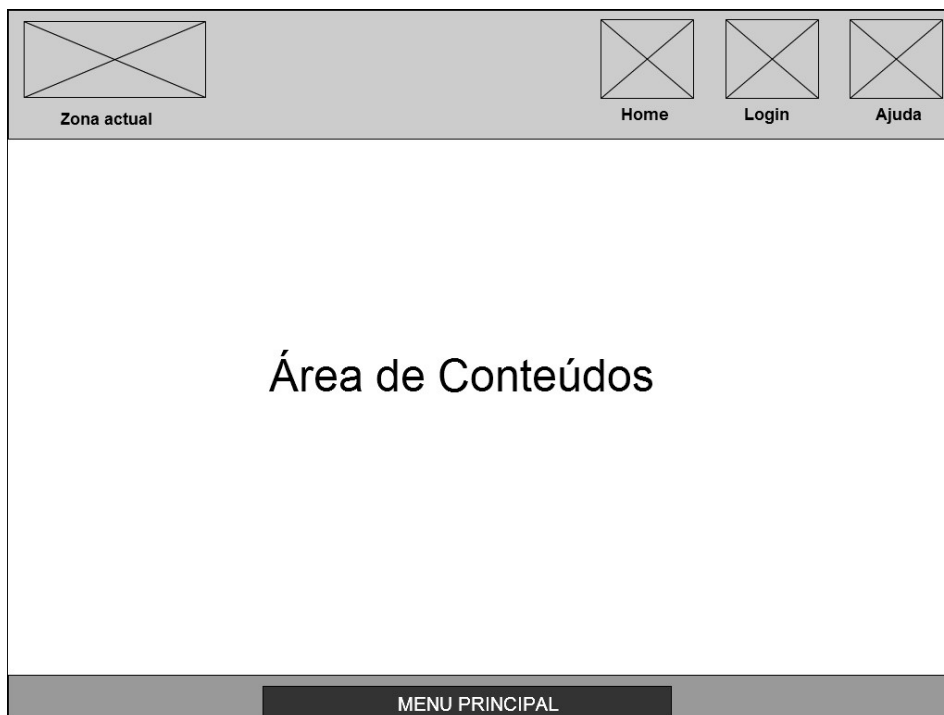 Zona actual
Home
Login
Ajuda
Área de Conteúdos
MENU PRINCIPAL